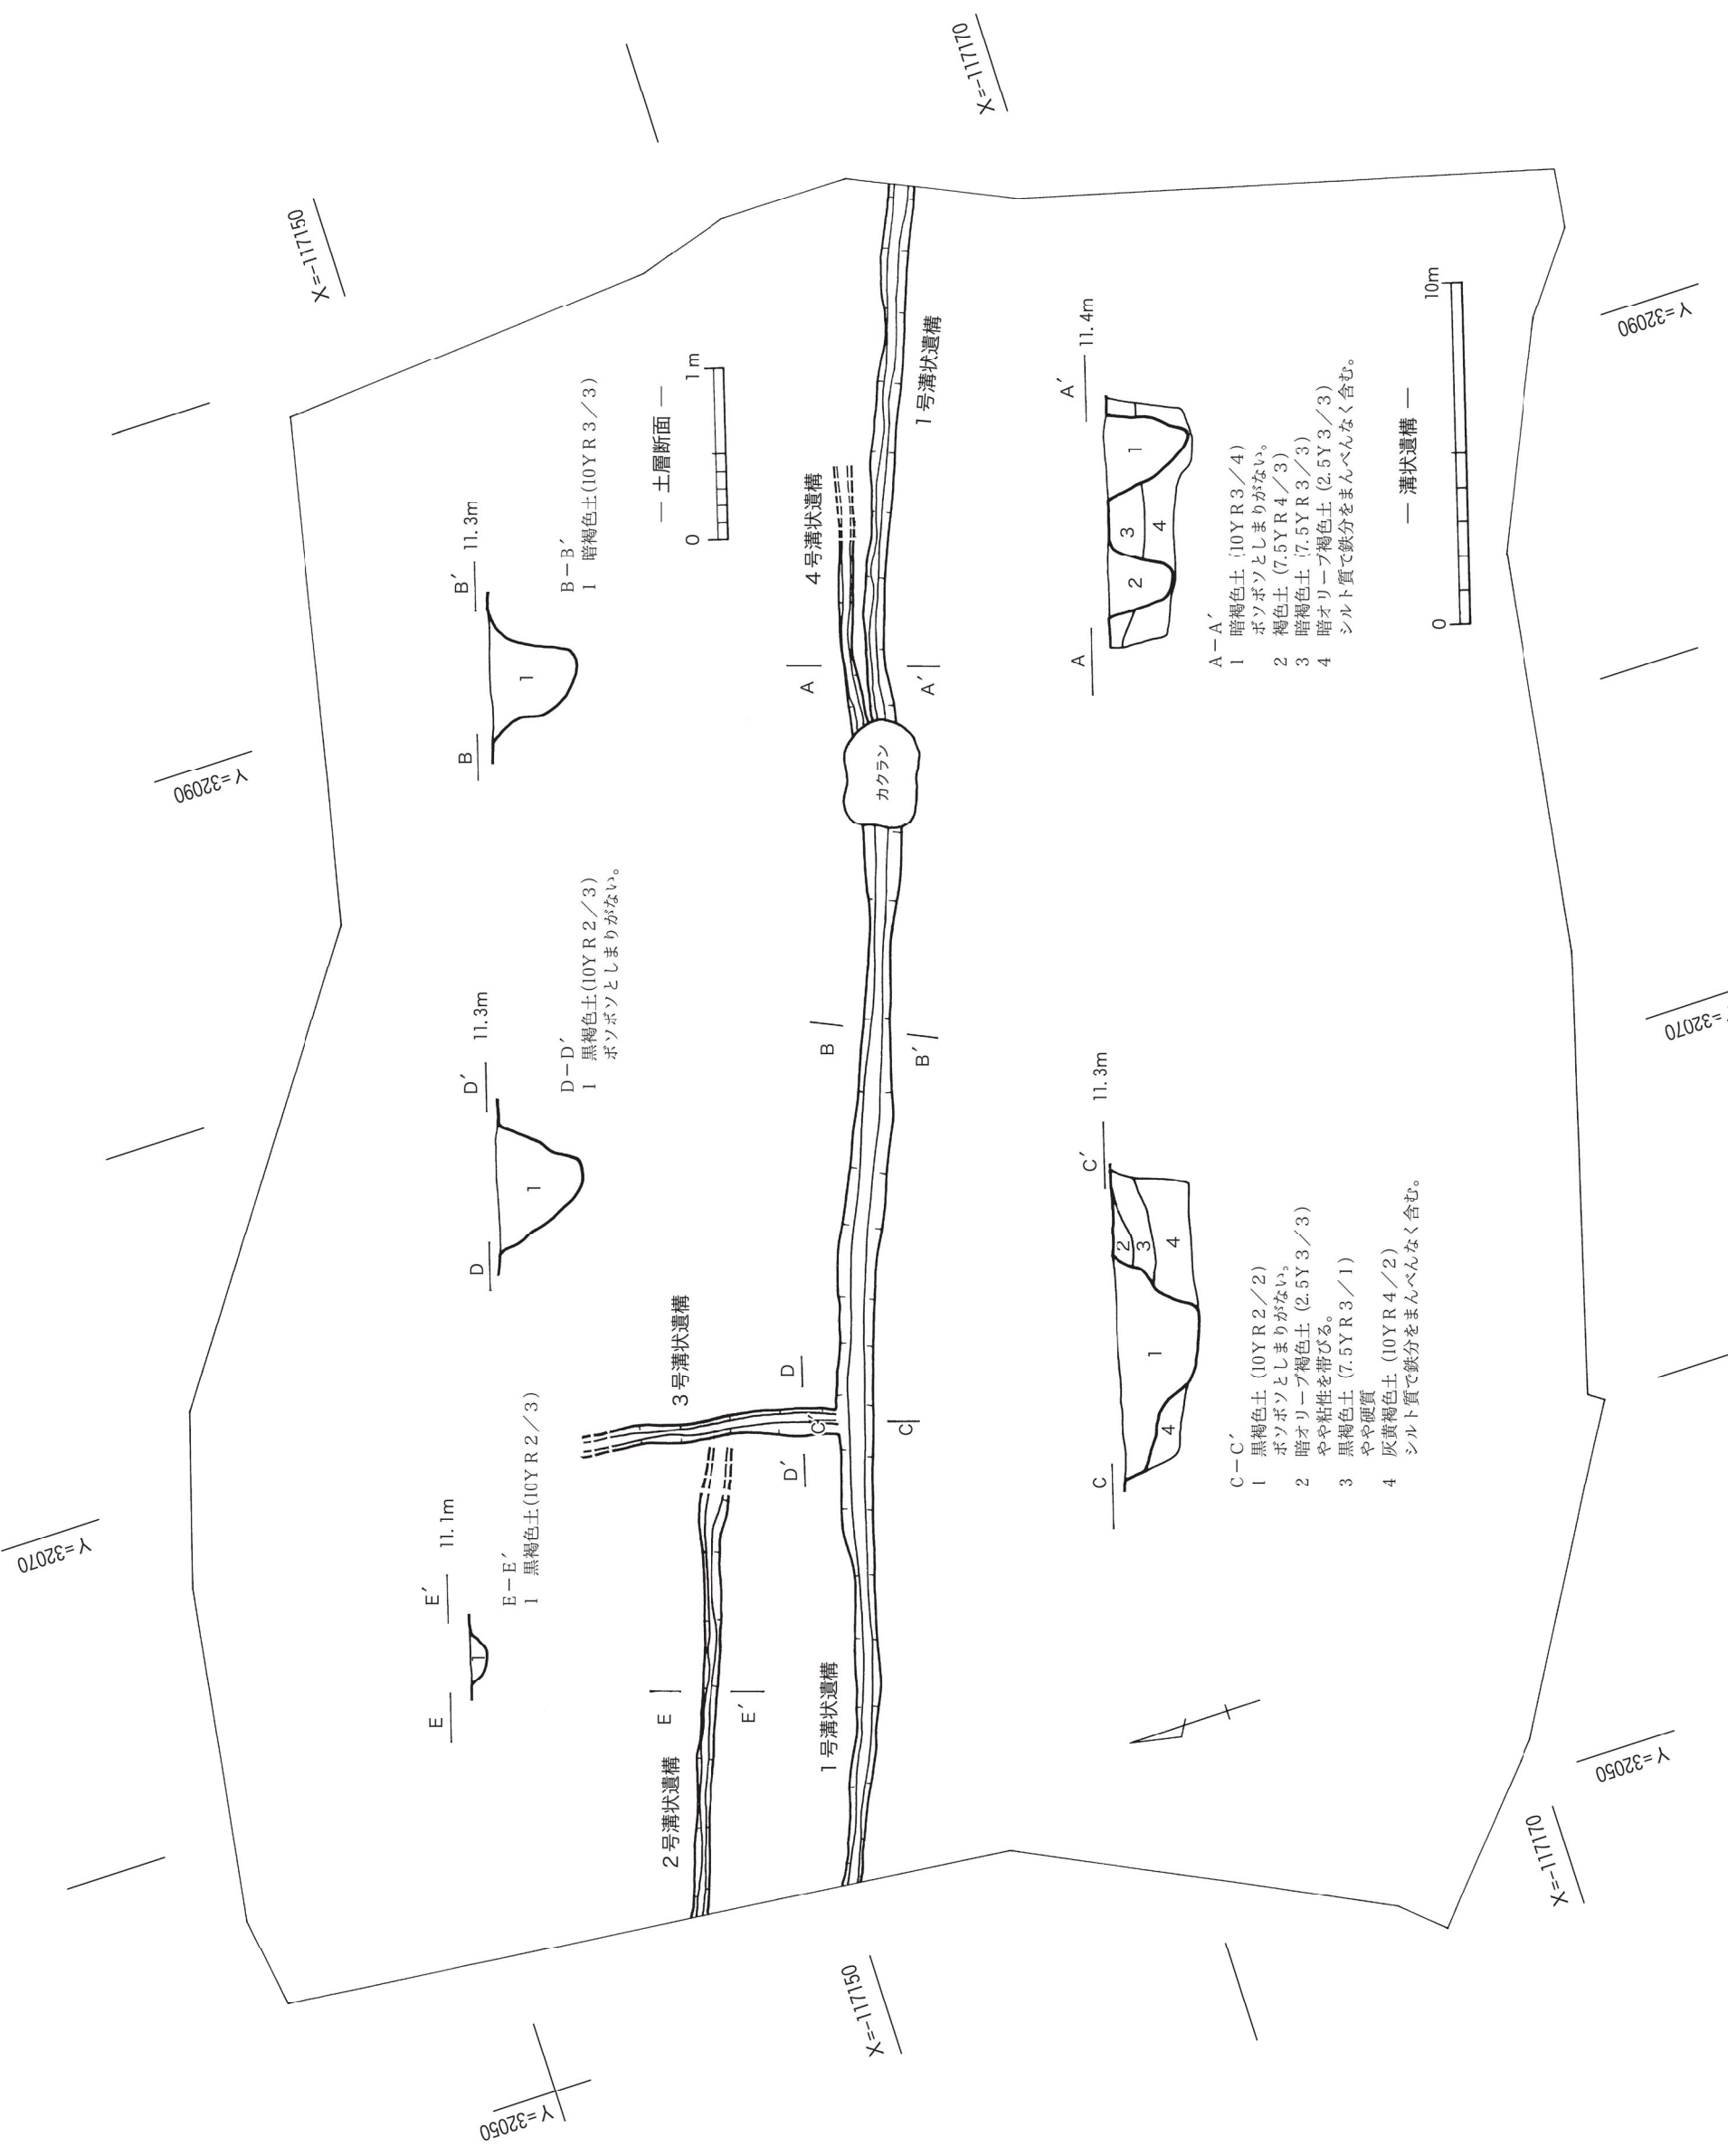 X=-117170
X=-117150
Y=32090
Y=32070
Y=32050
X=-117150
X=-117170
Y=32050
Y=32070
Y=32090
E
E′
11.1m
1
E－E′
1 黒褐色土(10YR2/3)
D
D′
11.3m
1
D－D′
1 黒褐色土(10YR2/3)
ボソボソとしまりがない。
B
B′
11.3m
1
B－B′
1 暗褐色土(10YR3/3)
― 土層断面 ―
0
1m
2号溝状遺構
E
E′
3号溝状遺構
D
D′
1号溝状遺構
C′
C
B
B′
カクラン
A
A′
4号溝状遺構
1号溝状遺構
C
C′
11.3m
1
2
3
4
4
C－C′
1 黒褐色土(10YR2/2)
ボソボソとしまりがない。
2 暗オリーブ褐色土(2.5Y3/3)
やや粘性を帯びる。
3 黒褐色土(7.5YR3/1)
やや硬質
4 灰黄褐色土(10YR4/2)
シルト質で鉄分をまんべんなく含む。
A
A′
11.4m
1
2
3
4
A－A′
1 暗褐色土(10YR3/4)
ボソボソとしまりがない。
2 褐色土(7.5YR4/3)
3 暗褐色土(7.5YR3/3)
4 暗オリーブ褐色土(2.5Y3/3)
シルト質で鉄分をまんべんなく含む。
― 溝状遺構 ―
0
10m